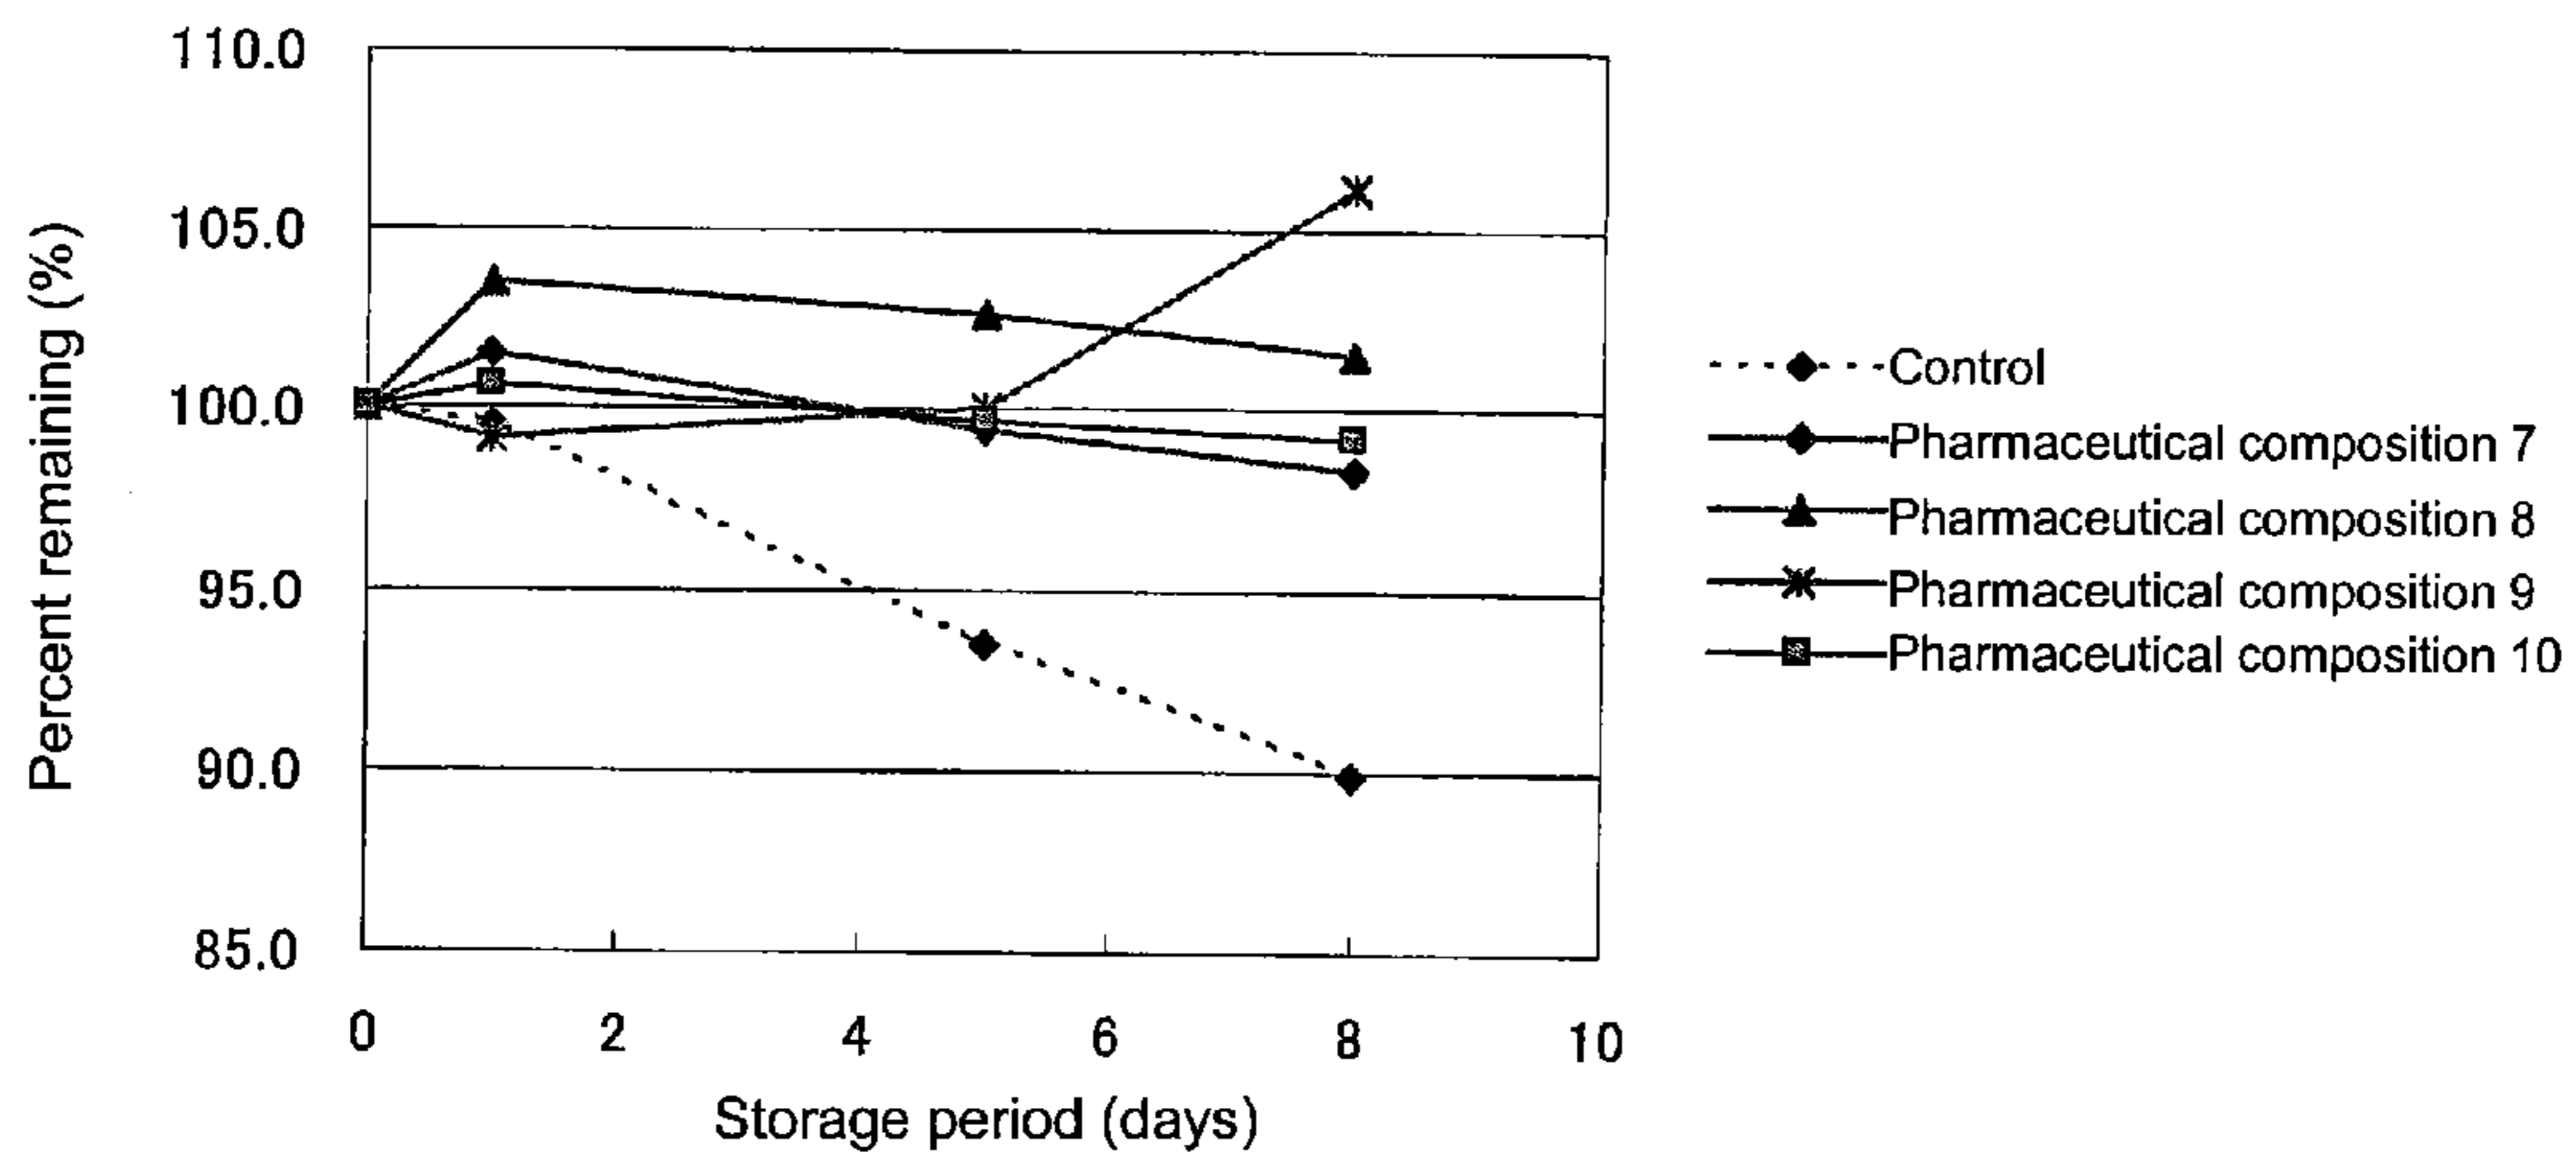 110.0
105.0
100.0
95.0
90.0
85.0
Percent remaining (%)
0 2 4 6 8 10
Storage period (days)
Control
Pharmaceutical composition 7
Pharmaceutical composition 8
Pharmaceutical composition 9
Pharmaceutical composition 10